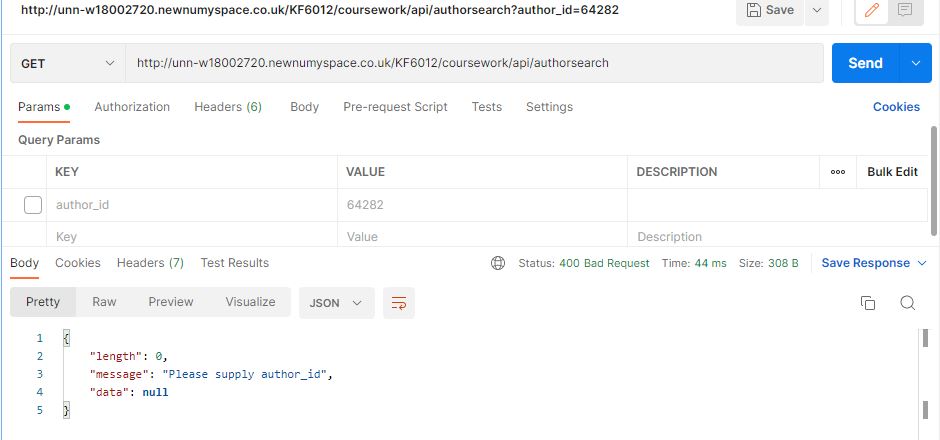 http://unn-w18002720.newnumyspace.co.uk/KF6012/coursework/api/authorsearch?author_id=64282 Save
GET http://unn-w18002720.newnumyspace.co.uk/KF6012/coursework/api/authorsearch Send
Params Authorization Headers (6) Body Pre-request Script Tests Settings Cookies
Query Params
KEY VALUE DESCRIPTION ooo Bulk Edit
author_id 64282
Key Value Description
Body Cookies Headers (7) Test Results Status: 400 Bad Request Time: 44 ms Size: 308 B Save Response
Pretty Raw Preview Visualize JSON
1 {
2 "length": 0,
3 "message": "Please supply author_id",
4 "data": null
5 }